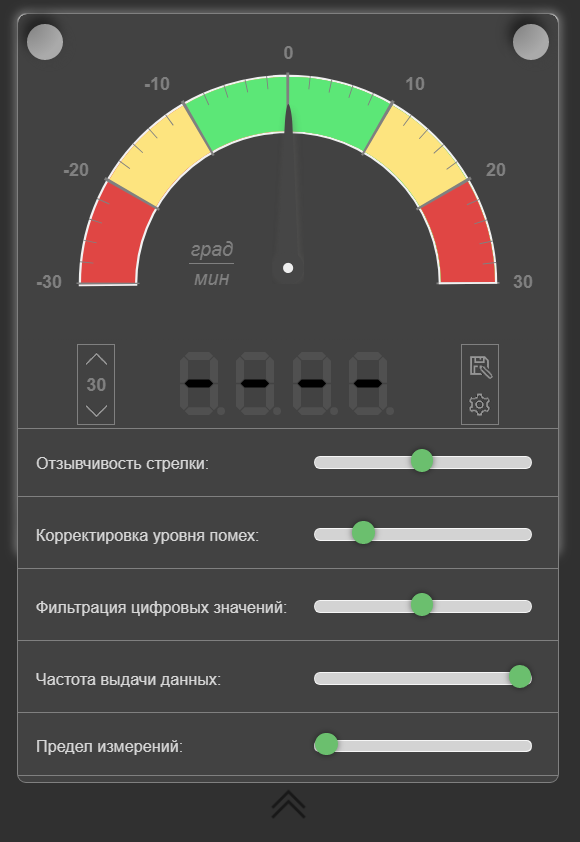 0
-10
10
-20
20
град
мин
-30
30
30
----
Отзывчивость стрелки:
Корректировка уровня помех:
Фильтрация цифровых значений:
Частота выдачи данных:
Предел измерений: